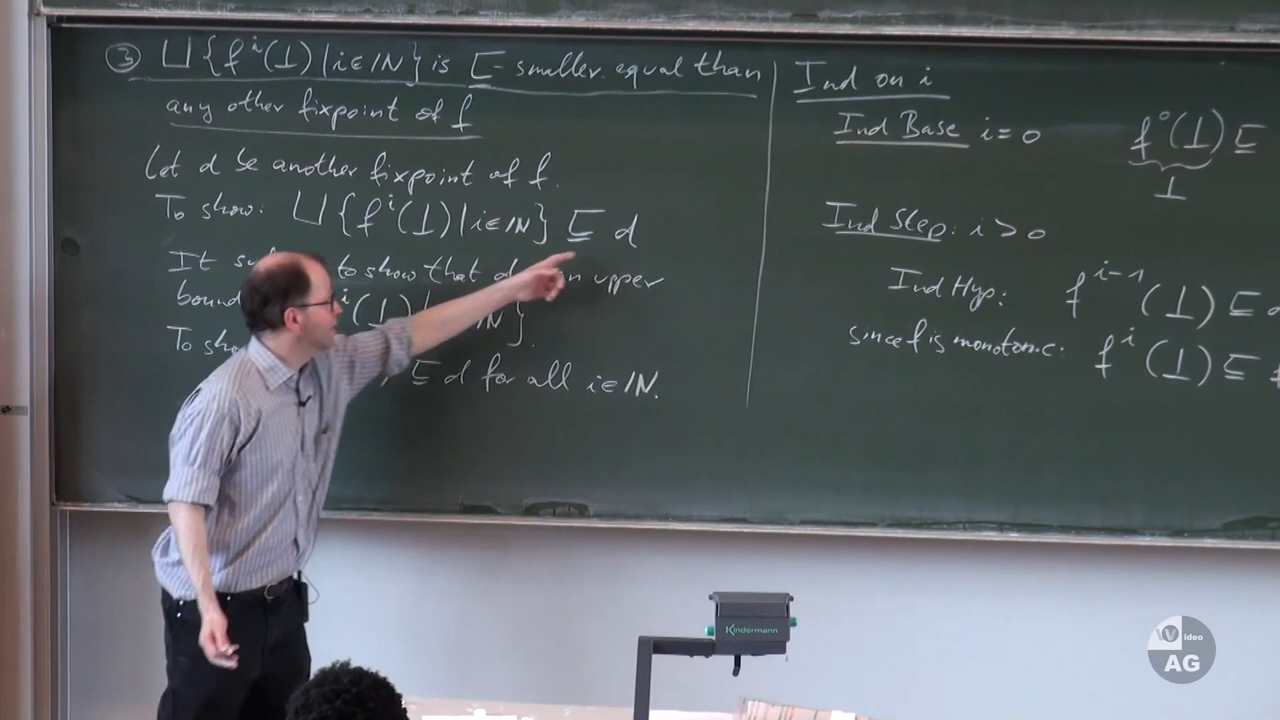 ③ ⊔ {fⁱ(⊥) | i ∈ ℕ} is ⊑- smaller equal than
any other fixpoint of f
Let d be another fixpoint of f.
To show: ⊔ {fⁱ(⊥) | i ∈ ℕ} ⊑ d
It to show that upper
bound ⁱ(⊥) ℕ}.
To
⊑ d for all i ∈ ℕ.
Ind on i
Ind Base i = 0 f⁰(⊥) ⊑
⊥
Ind Step: i > 0
Ind Hyp: fⁱ⁻¹(⊥) ⊑
since f is monotonic: fⁱ(⊥) ⊑
Kindermann
Video
AG